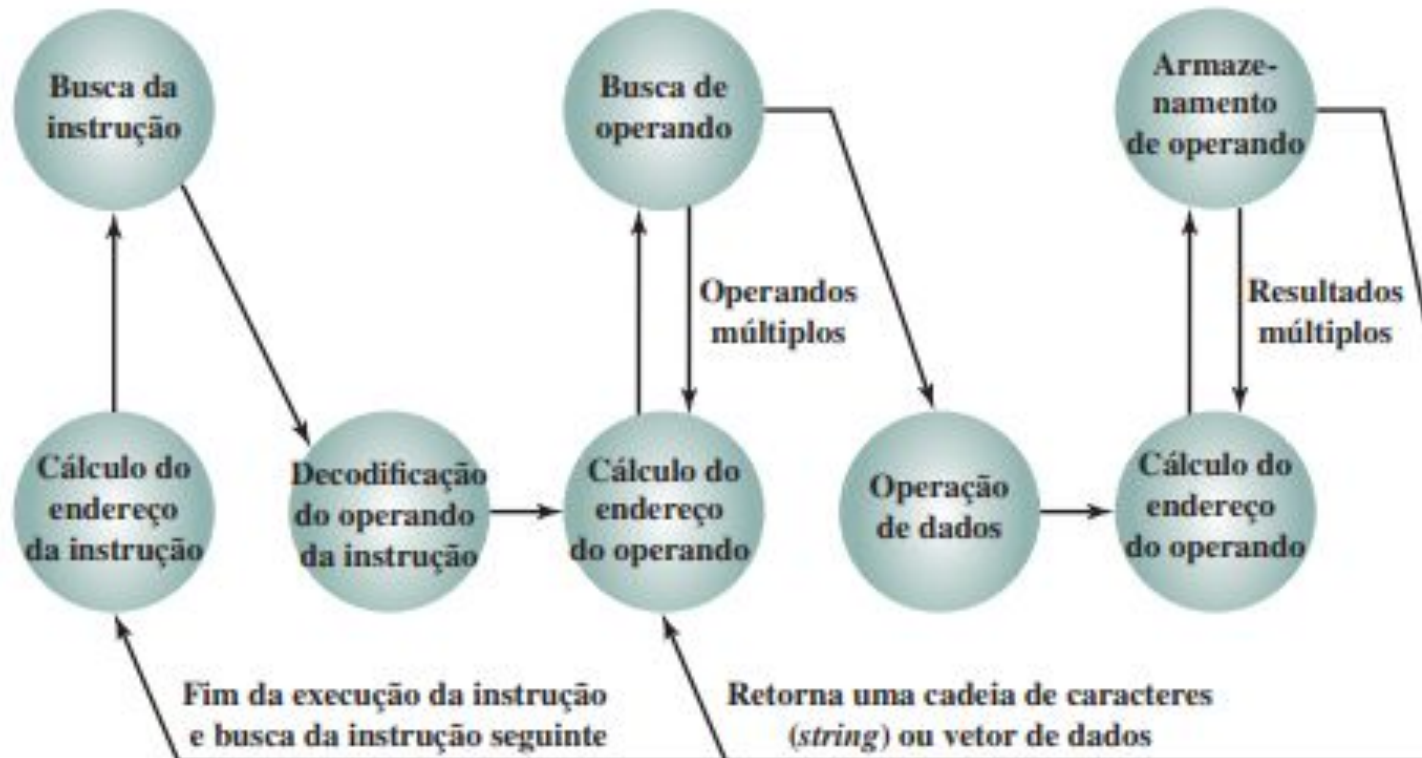 Busca da
instrução
Busca de
operando
Armaze-
namento
de operando
Operandos
múltiplos
Resultados
múltiplos
Cálculo do
endereço
da instrução
Decodificação
do operando
da instrução
Cálculo do
endereço
do operando
Operação
de dados
Cálculo do
endereço
do operando
Fim da execução da instrução
e busca da instrução seguinte
Retorna uma cadeia de caracteres
(string) ou vetor de dados